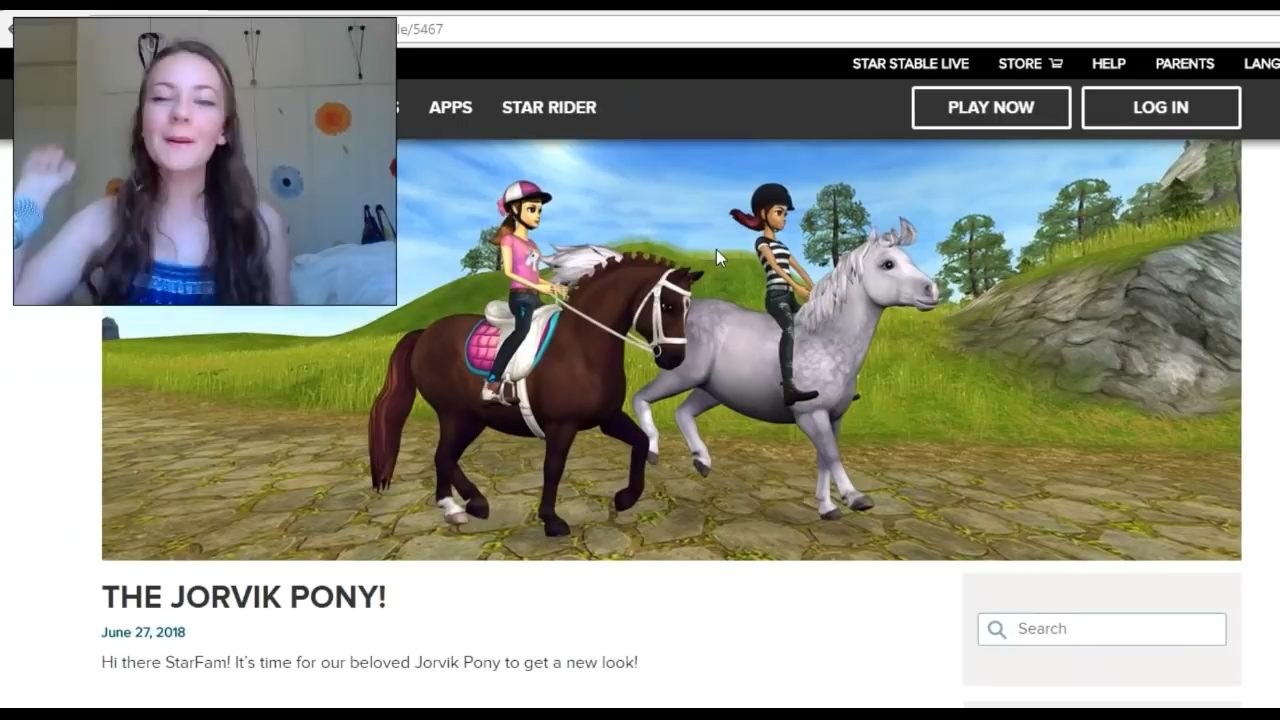 le/5467
STAR STABLE LIVE STORE HELP PARENTS LANG
APPS STAR RIDER PLAY NOW LOG IN
THE JORVIK PONY!
June 27, 2018
Search
Hi there StarFam! It's time for our beloved Jorvik Pony to get a new look!